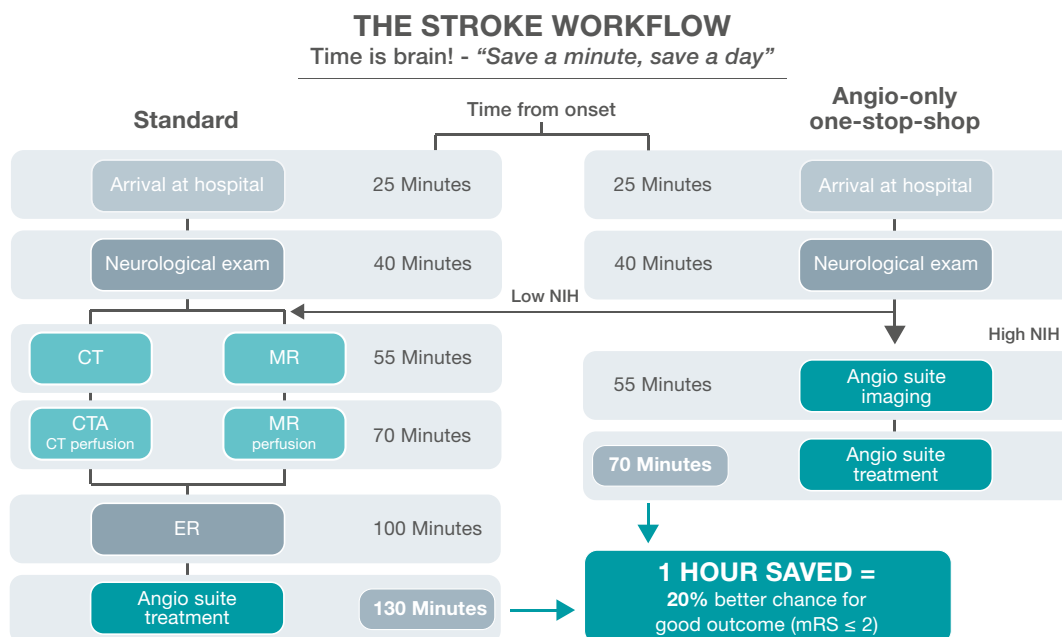 THE STROKE WORKFLOW
Time is brain! - “Save a minute, save a day”
Standard
Time from onset
Angio-only
one-stop-shop
Arrival at hospital
25 Minutes
25 Minutes
Arrival at hospital
Neurological exam
40 Minutes
40 Minutes
Neurological exam
Low NIH
High NIH
CT
MR
55 Minutes
55 Minutes
Angio suite
imaging
CTA
CT perfusion
MR
perfusion
70 Minutes
70 Minutes
Angio suite
treatment
ER
100 Minutes
Angio suite
treatment
130 Minutes
1 HOUR SAVED =
20% better chance for
good outcome (mRS ≤ 2)